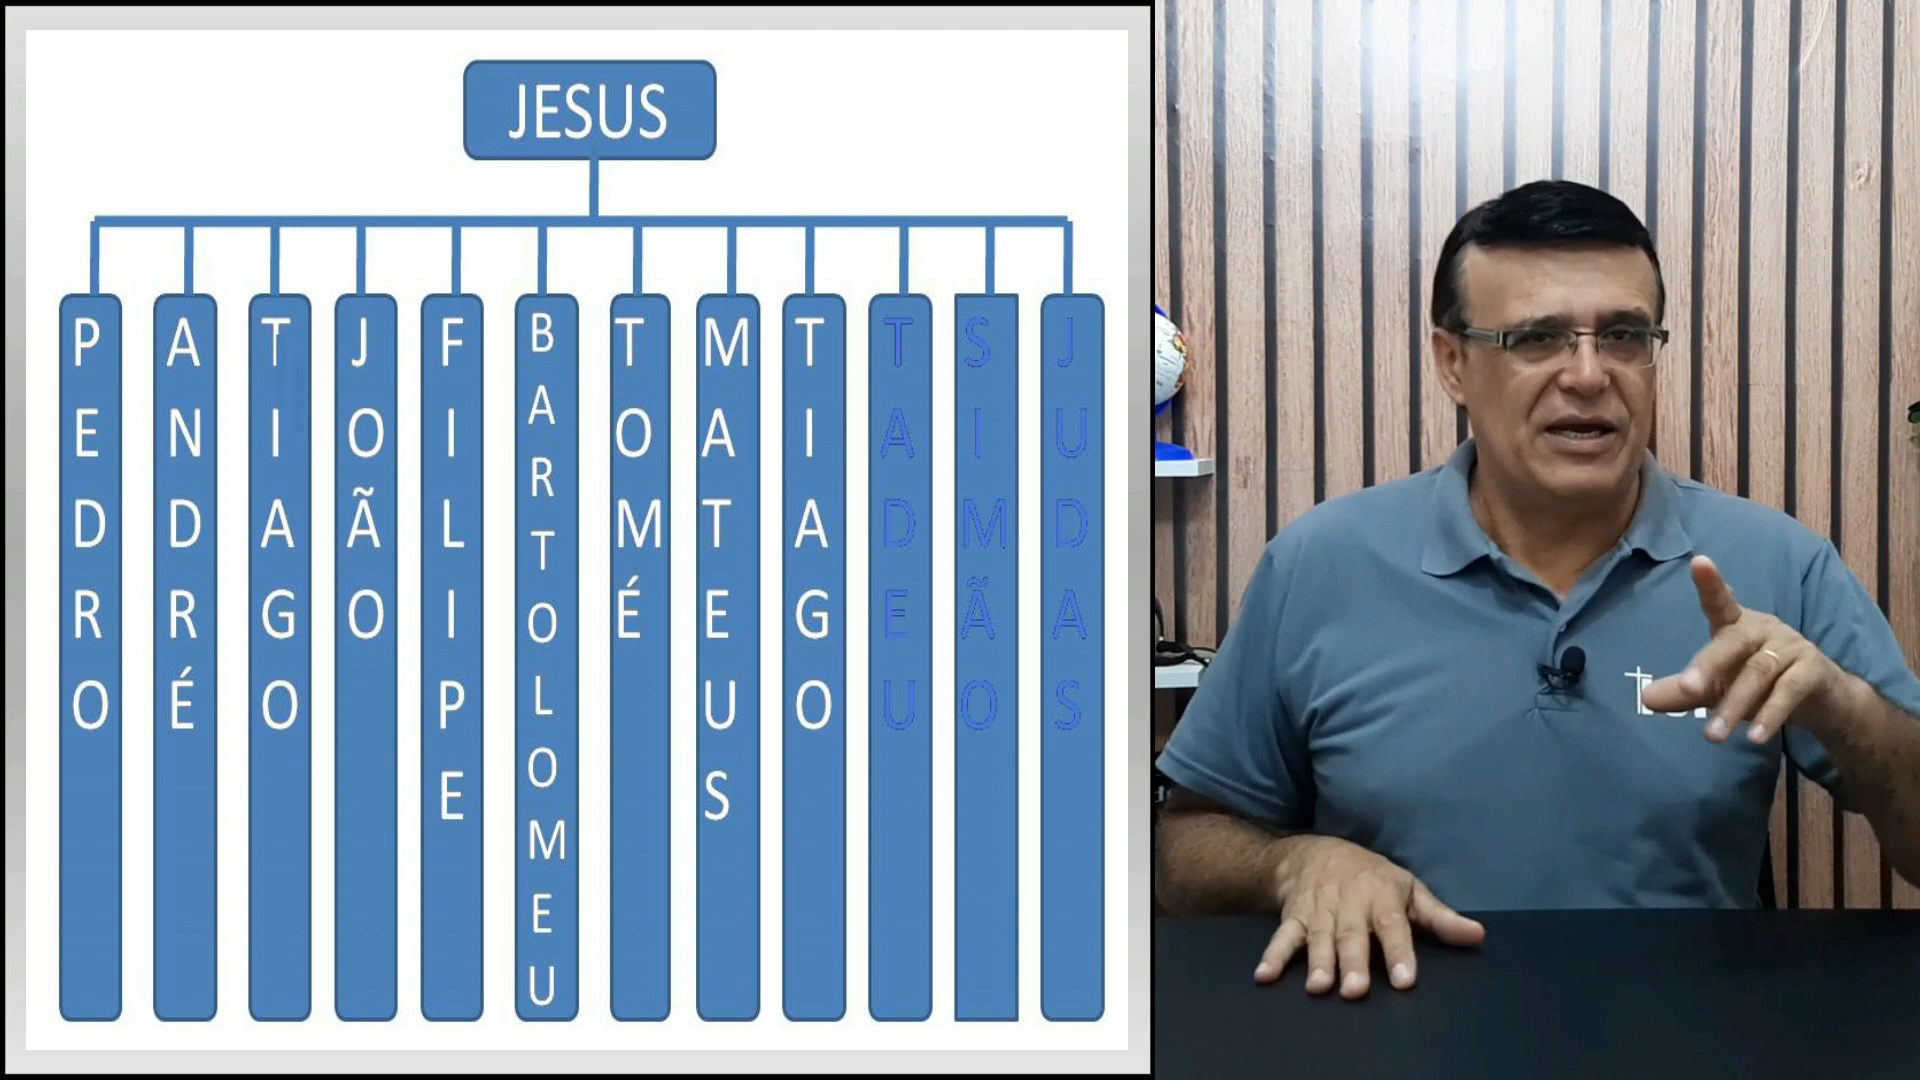 JESUS
PEDRO
ANDRÉ
TIAGO
JOÃO
FILIPE
BARTOLOMEU
TOMÉ
MATEUS
TIAGO
TADEU
SIMÃO
JUDAS